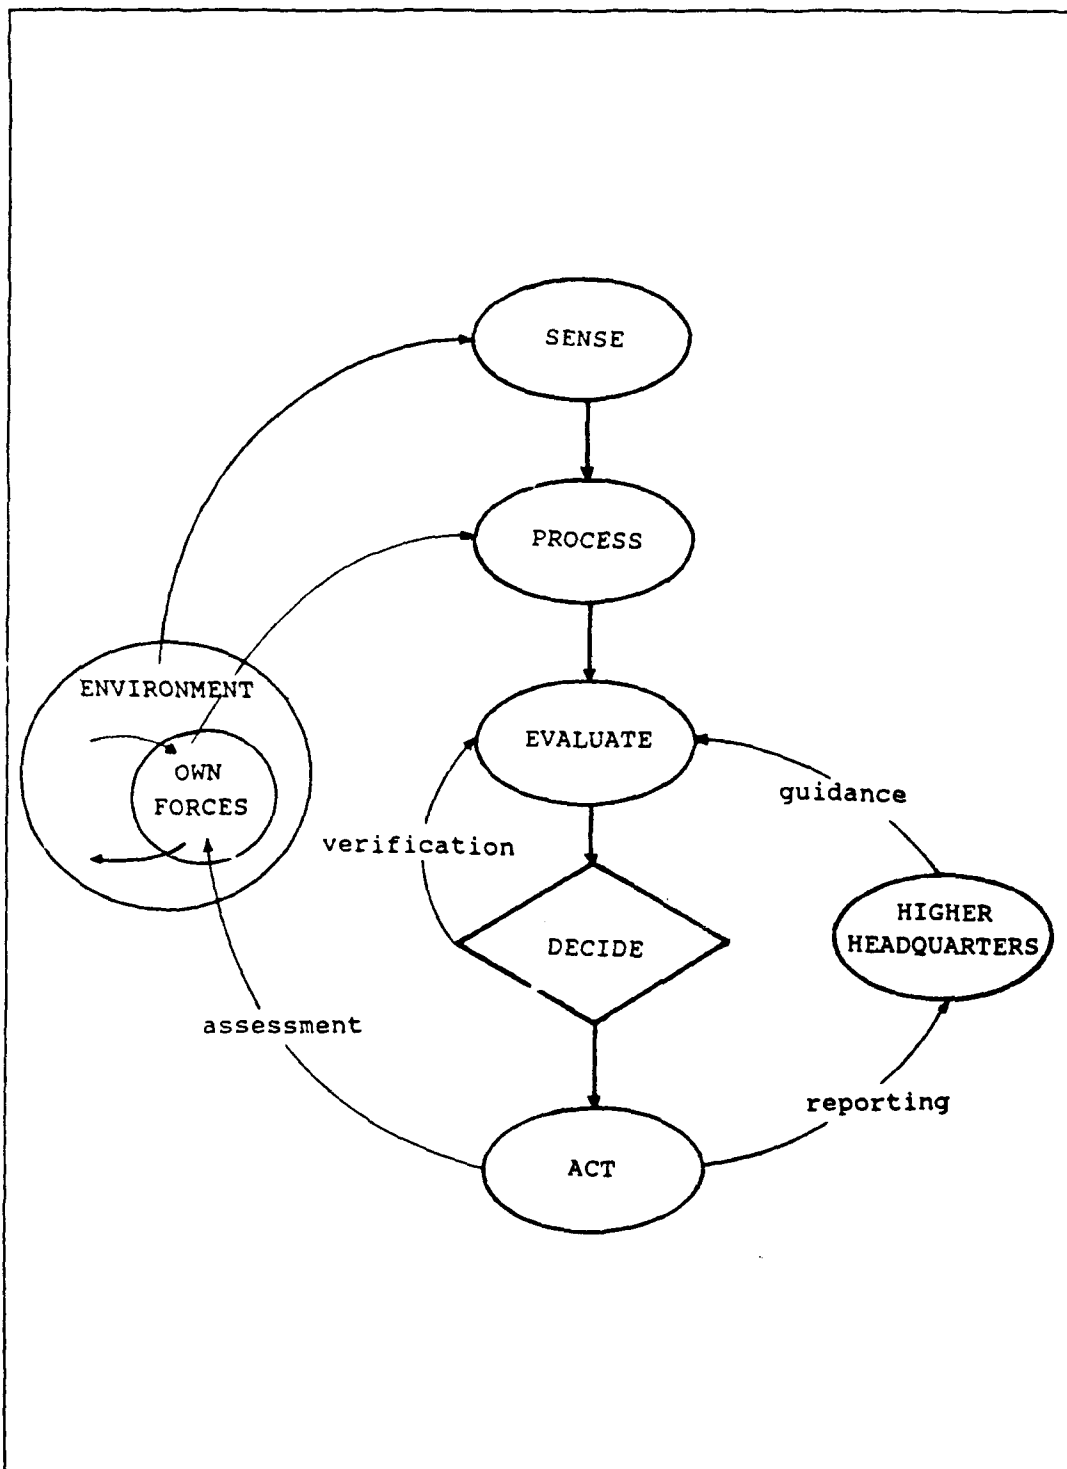 SENSE
PROCESS
ENVIRONMENT
EVALUATE
OWN
FORCES
guidance
verification
HIGHER
HEADQUARTERS
DECIDE
assessment
reporting
ACT